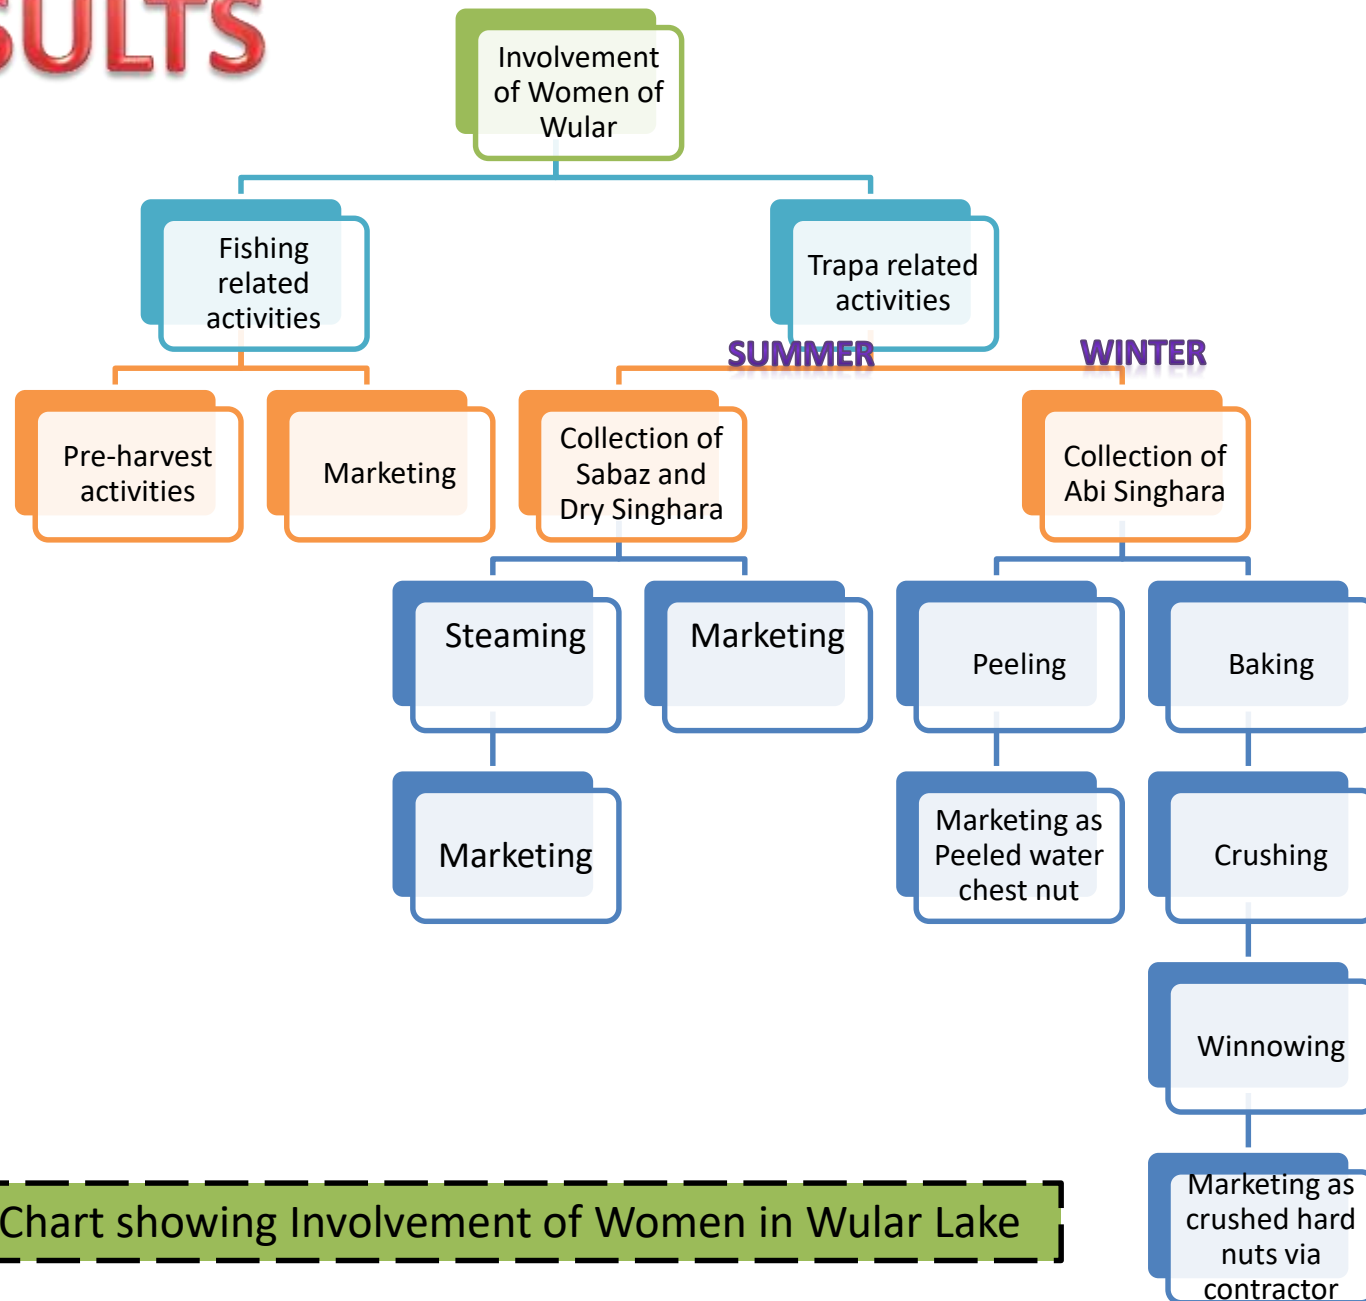 SULTS
Involvement
of Women of
Wular
Fishing
related
activities
Trapa related
activities
SUMMER
WINTER
Pre-harvest
activities
Marketing
Collection of
Sabaz and
Dry Singhara
Collection of
Abi Singhara
Steaming
Marketing
Peeling
Baking
Marketing
Marketing as
Peeled water
chest nut
Crushing
Winnowing
Marketing as
crushed hard
nuts via
contractor
Chart showing Involvement of Women in Wular Lake